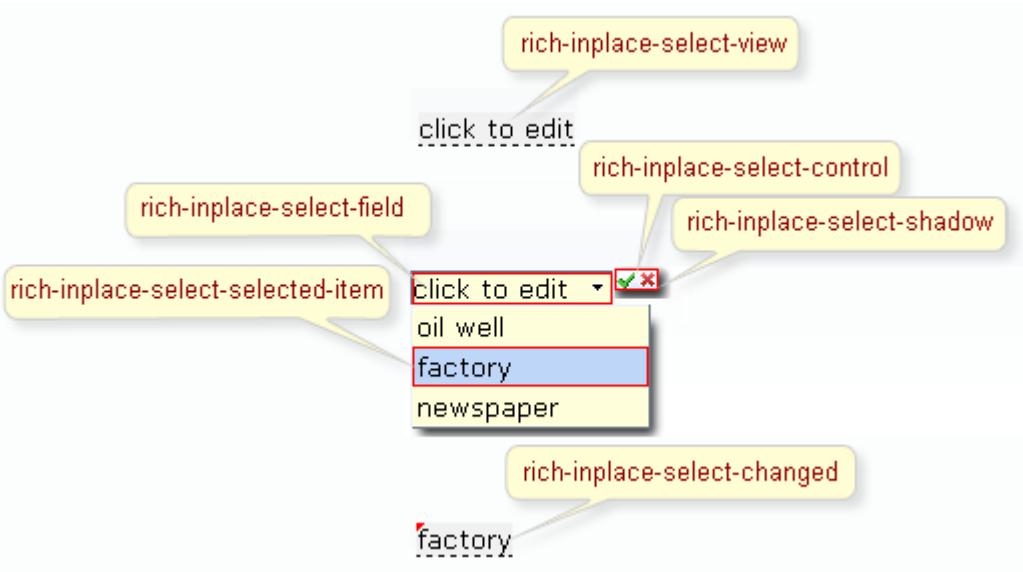 rich-inplace-select-view
click to edit
rich-inplace-select-control
rich-inplace-select-field
rich-inplace-select-shadow
rich-inplace-select-selected-item
click to edit
oil well
factory
newspaper
rich-inplace-select-changed
factory